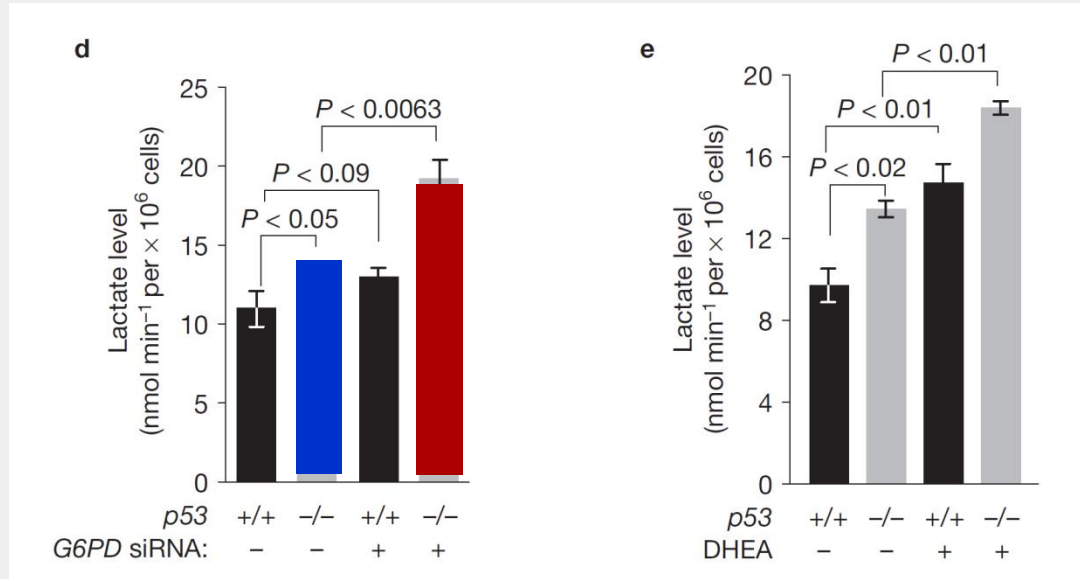 d
25
20
15
10
5
0
Lactate level
(nmol min⁻¹ per × 10⁶ cells)
P < 0.0063
P < 0.09
P < 0.05
p53 +/+ –/– +/+ –/–
G6PD siRNA: – – + +
e
20
16
12
8
4
0
Lactate level
(nmol min⁻¹ per × 10⁶ cells)
P < 0.01
P < 0.01
P < 0.02
p53 +/+ –/– +/+ –/–
DHEA – – + +